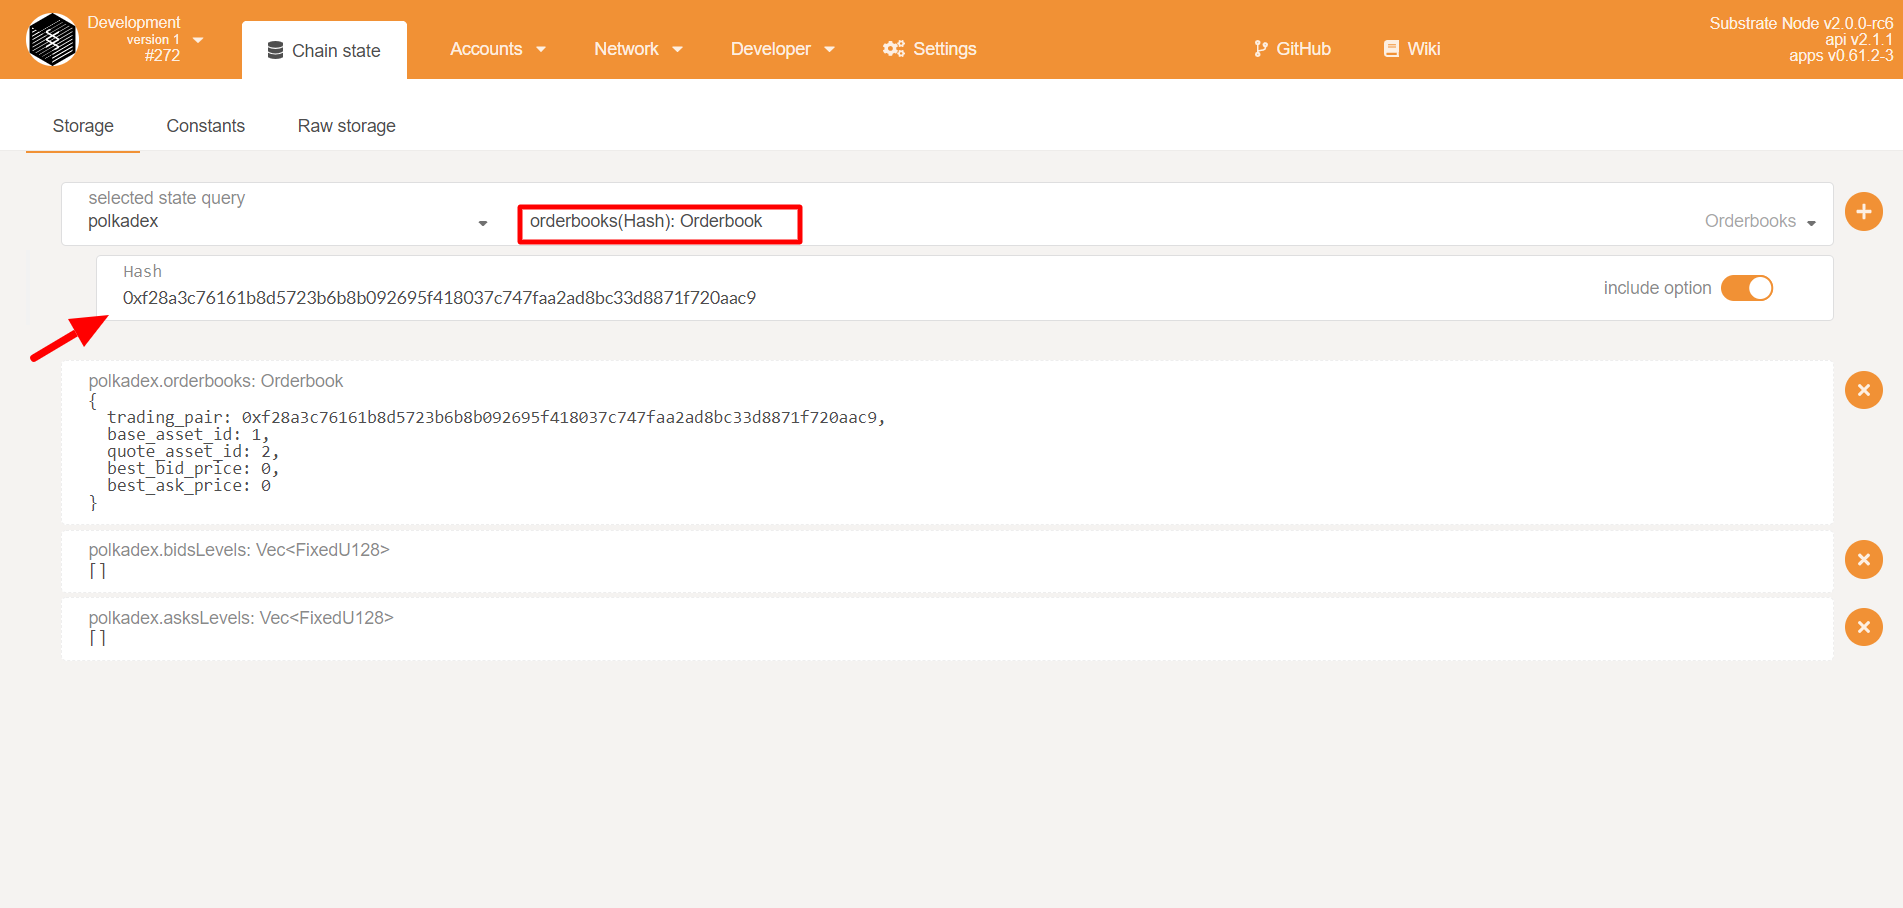 Development
version 1
#272
Chain state
Accounts
Network
Developer
Settings
GitHub
Wiki
Substrate Node v2.0.0-rc6
api v2.1.1
apps v0.61.2-3
Storage
Constants
Raw storage
selected state query
polkadex
orderbooks(Hash): Orderbook
Orderbooks
Hash
0xf28a3c76161b8d5723b6b8b092695f418037c747faa2ad8bc33d8871f720aac9
include option
polkadex.orderbooks: Orderbook
{
trading_pair: 0xf28a3c76161b8d5723b6b8b092695f418037c747faa2ad8bc33d8871f720aac9,
base_asset_id: 1,
quote_asset_id: 2,
best_bid_price: 0,
best_ask_price: 0
}
polkadex.bidsLevels: Vec<FixedU128>
[]
polkadex.asksLevels: Vec<FixedU128>
[]